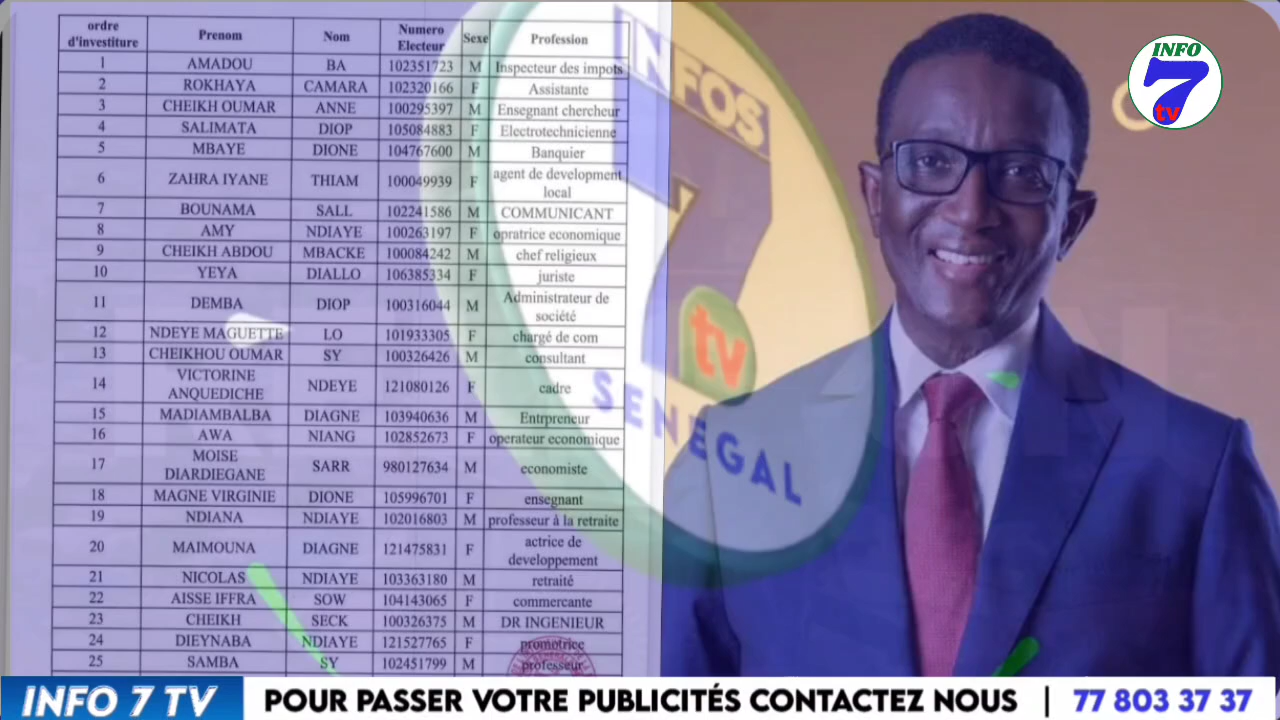 ordre d'investiture Prenom Nom Numero Electeur Sexe Profession
1 AMADOU BA 102351723 M Inspecteur des impots
2 ROKHAYA CAMARA 102320166 F Assistante
3 CHEIKH OUMAR ANNE 100295397 M Ensegnant chercheur
4 SALIMATA DIOP 105084883 F Electrotechnicienne
5 MBAYE DIONE 104767600 M Banquier
6 ZAHRA IYANE THIAM 100049939 F agent de development local
7 BOUNAMA SALL 102241586 M COMMUNICANT
8 AMY NDIAYE 100263197 F opratrice economique
9 CHEIKH ABDOU MBACKE 100084242 M chef religieux
10 YEYA DIALLO 106385334 F juriste
11 DEMBA DIOP 100316044 M Administrateur de société
12 NDEYE MAGUETTE LO 101933305 F chargé de com
13 CHEIKHOU OUMAR SY 100326426 M consultant
14 VICTORINE ANQUEDICHE NDEYE 121080126 F cadre
15 MADIAMBALBA DIAGNE 103940636 M Entrpreneur
16 AWA NIANG 102852673 F operateur economique
17 MOISE DIARDIEGANE SARR 980127634 M economiste
18 MAGNE VIRGINIE DIONE 105996701 F ensegnant
19 NDIANA NDIAYE 102016803 M professeur à la retraite
20 MAIMOUNA DIAGNE 121475831 F actrice de developpement
21 NICOLAS NDIAYE 103363180 M retraité
22 AISSE IFFRA SOW 104143065 F commercante
23 CHEIKH SECK 100326375 M DR INGENIEUR
24 DIEYNABA NDIAYE 121527765 F promotrice
25 SAMBA SY 102451799 M professeur
INFOS
7
tv
SENEGAL
INFO
7
tv
INFO 7 TV POUR PASSER VOTRE PUBLICITÉS CONTACTEZ NOUS | 77 803 37 37